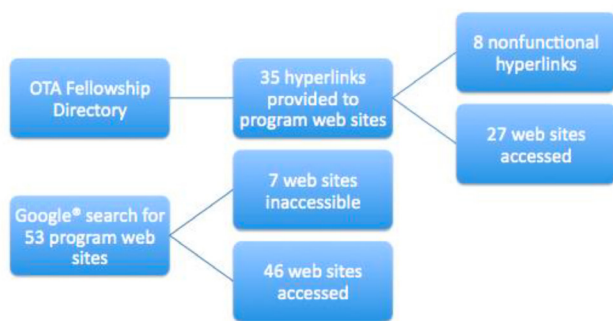 OTA Fellowship
Directory
35 hyperlinks
provided to
program web sites
8 nonfunctional
hyperlinks
27 web sites
accessed
Google® search for
53 program web
sites
7 web sites
inaccessible
46 web sites
accessed